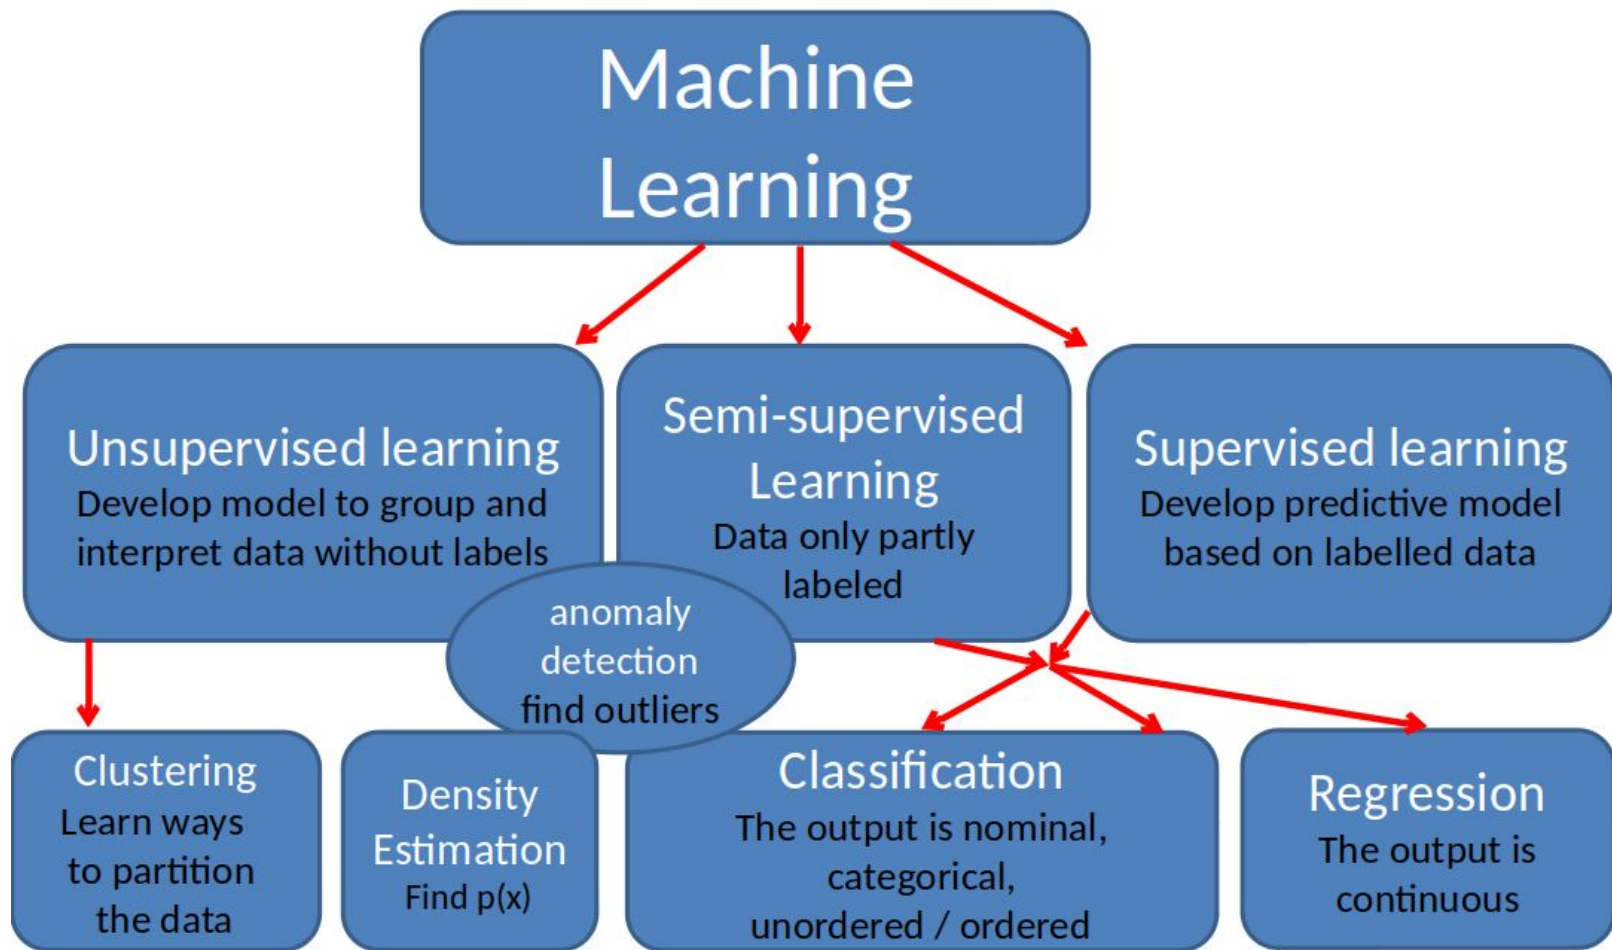 Machine
Learning
Unsupervised learning
Develop model to group and
interpret data without labels
Semi-supervised
Learning
Data only partly
labeled
Supervised learning
Develop predictive model
based on labelled data
anomaly
detection
find outliers
Clustering
Learn ways
to partition
the data
Density
Estimation
Find p(x)
Classification
The output is nominal,
categorical,
unordered / ordered
Regression
The output is
continuous